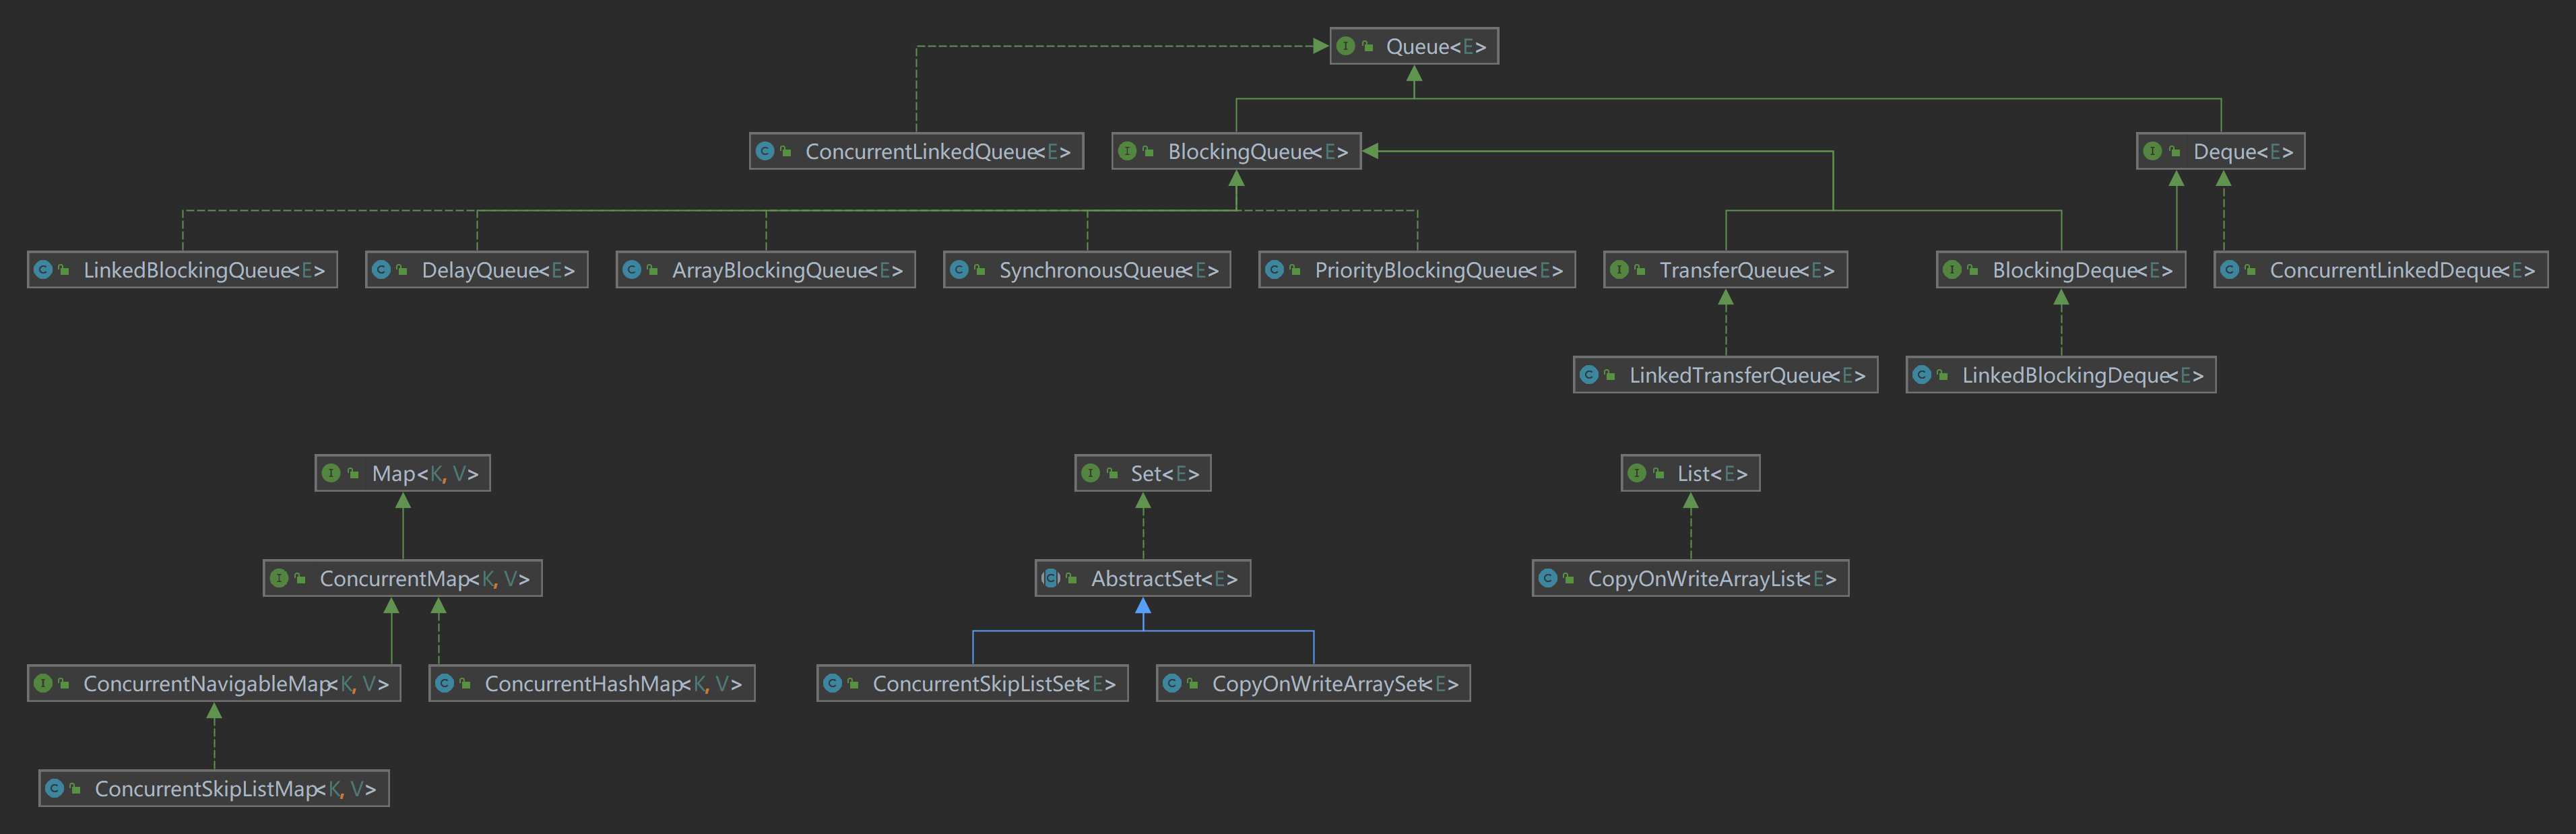 Queue<E>
ConcurrentLinkedQueue<E>
BlockingQueue<E>
Deque<E>
LinkedBlockingQueue<E>
DelayQueue<E>
ArrayBlockingQueue<E>
SynchronousQueue<E>
PriorityBlockingQueue<E>
TransferQueue<E>
BlockingDeque<E>
ConcurrentLinkedDeque<E>
LinkedTransferQueue<E>
LinkedBlockingDeque<E>
Map<K, V>
Set<E>
List<E>
ConcurrentMap<K, V>
AbstractSet<E>
CopyOnWriteArrayList<E>
ConcurrentNavigableMap<K, V>
ConcurrentHashMap<K, V>
ConcurrentSkipListSet<E>
CopyOnWriteArraySet<E>
ConcurrentSkipListMap<K, V>